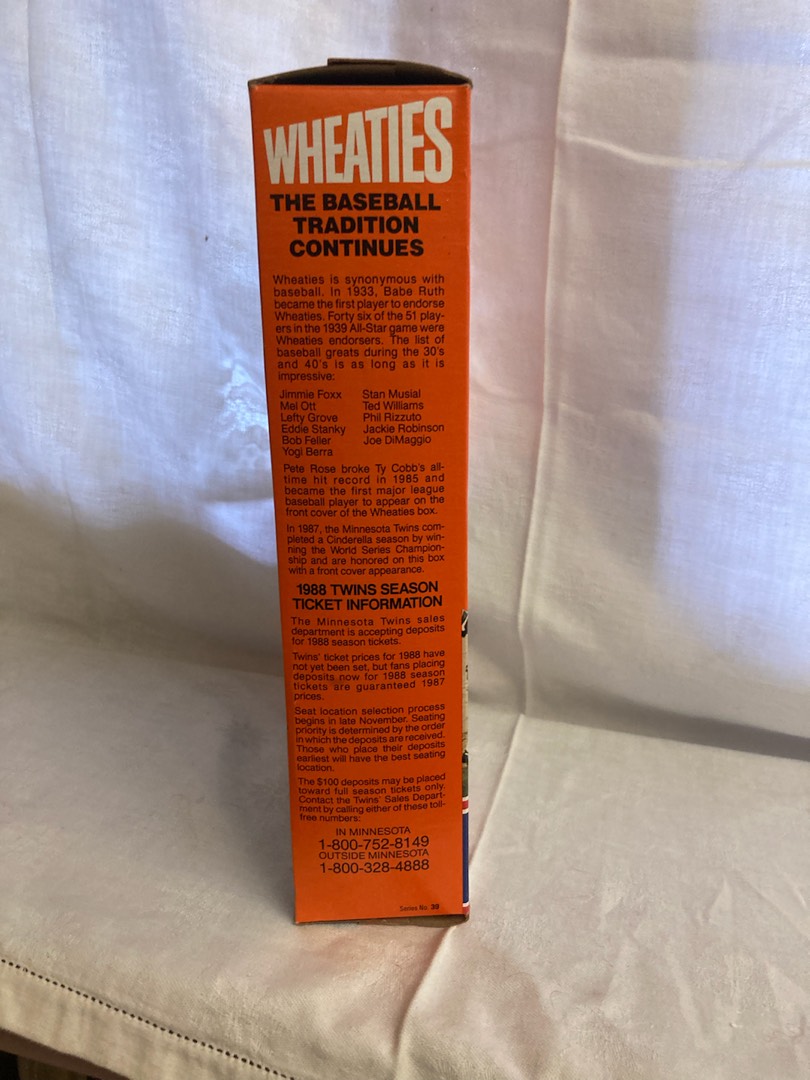 WHEATIES
THE BASEBALL
TRADITION
CONTINUES
Wheaties is synonymous with
baseball. In 1933, Babe Ruth
became the first player to endorse
Wheaties. Forty six of the 51 play-
ers in the 1939 All-Star game were
Wheaties endorsers. The list of
baseball greats during the 30's
and 40's is as long as it is
impressive:
Jimmie Foxx Stan Musial
Mel Ott Ted Williams
Lefty Grove Phil Rizzuto
Eddie Stanky Jackie Robinson
Bob Feller Joe DiMaggio
Yogi Berra
Pete Rose broke Ty Cobb's all-
time hit record in 1985 and
became the first major league
baseball player to appear on the
front cover of the Wheaties box.
In 1987, the Minnesota Twins com-
pleted a Cinderella season by win-
ning the World Series Champion-
ship and are honored on this box
with a front cover appearance.
1988 TWINS SEASON
TICKET INFORMATION
The Minnesota Twins sales
department is accepting deposits
for 1988 season tickets.
Twins' ticket prices for 1988 have
not yet been set, but fans placing
deposits now for 1988 season
tickets are guaranteed 1987
prices.
Seat location selection process
begins in late November. Seating
priority is determined by the order
in which the deposits are received.
Those who place their deposits
earliest will have the best seating
location.
The $100 deposits may be placed
toward full season tickets only.
Contact the Twins' Sales Depart-
ment by calling either of these toll-
free numbers:
IN MINNESOTA
1-800-752-8149
OUTSIDE MINNESOTA
1-800-328-4888
Series No. 39